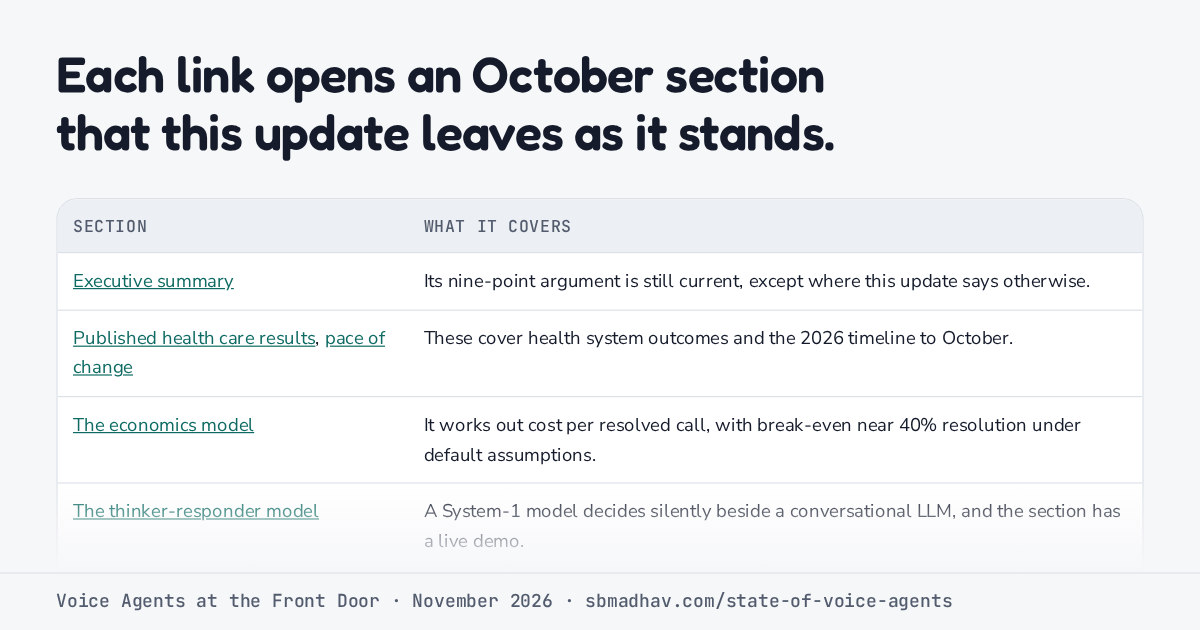 Each link opens an October section
that this update leaves as it stands.
SECTION
WHAT IT COVERS
Executive summary
Its nine-point argument is still current, except where this update says otherwise.
Published health care results, pace of
change
These cover health system outcomes and the 2026 timeline to October.
The economics model
It works out cost per resolved call, with break-even near 40% resolution under
default assumptions.
The thinker-responder model
A System-1 model decides silently beside a conversational LLM, and the section has
a live demo.
Voice Agents at the Front Door · November 2026 · sbmadhav.com/state-of-voice-agents